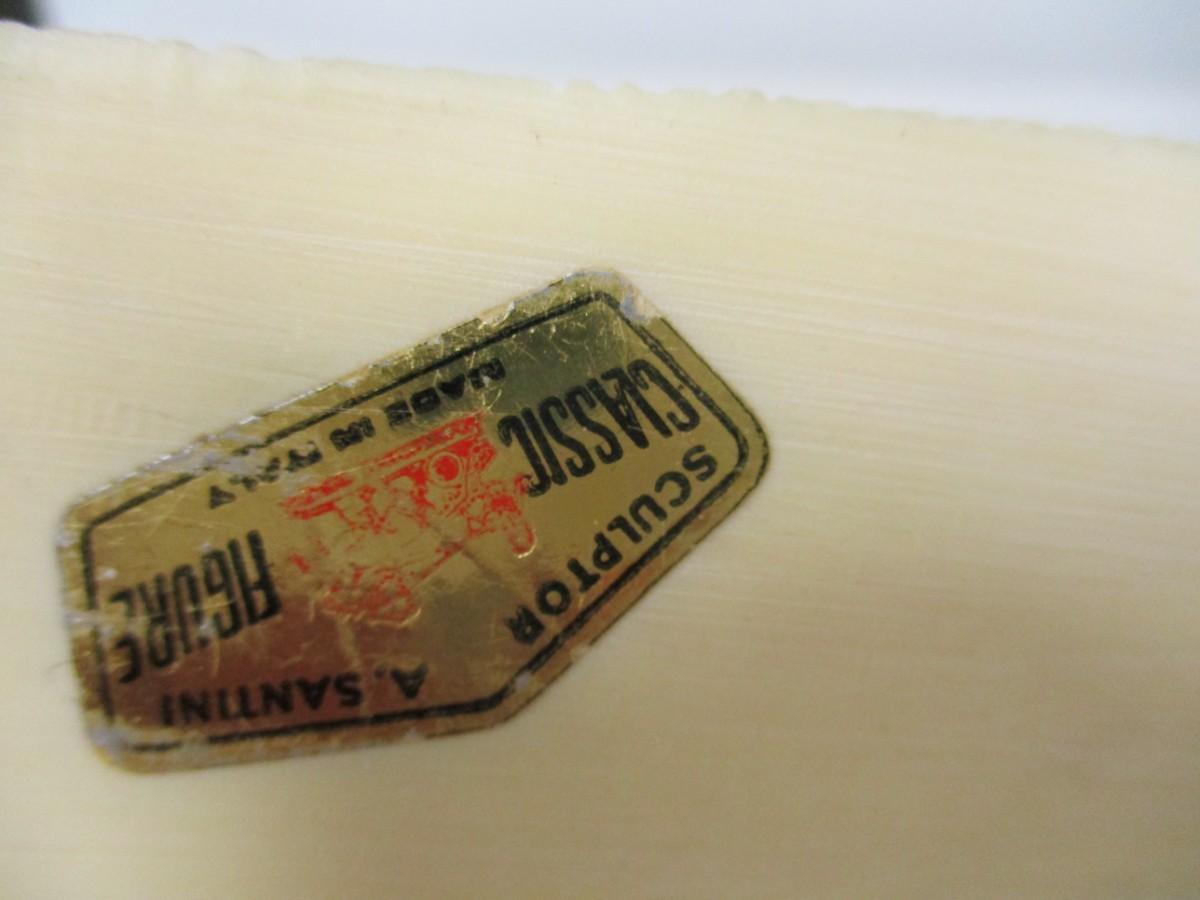 SCULPTOR A. SANTINI
CLASSIC FIGURE
MADE IN ITALY